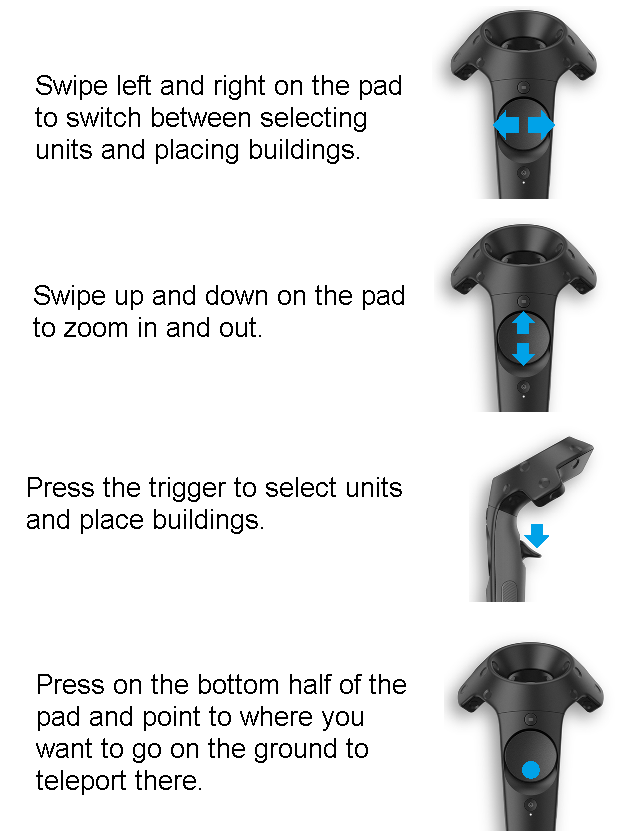 Swipe left and right on the pad
to switch between selecting
units and placing buildings.
Swipe up and down on the pad
to zoom in and out.
Press the trigger to select units
and place buildings.
Press on the bottom half of the
pad and point to where you
want to go on the ground to
teleport there.